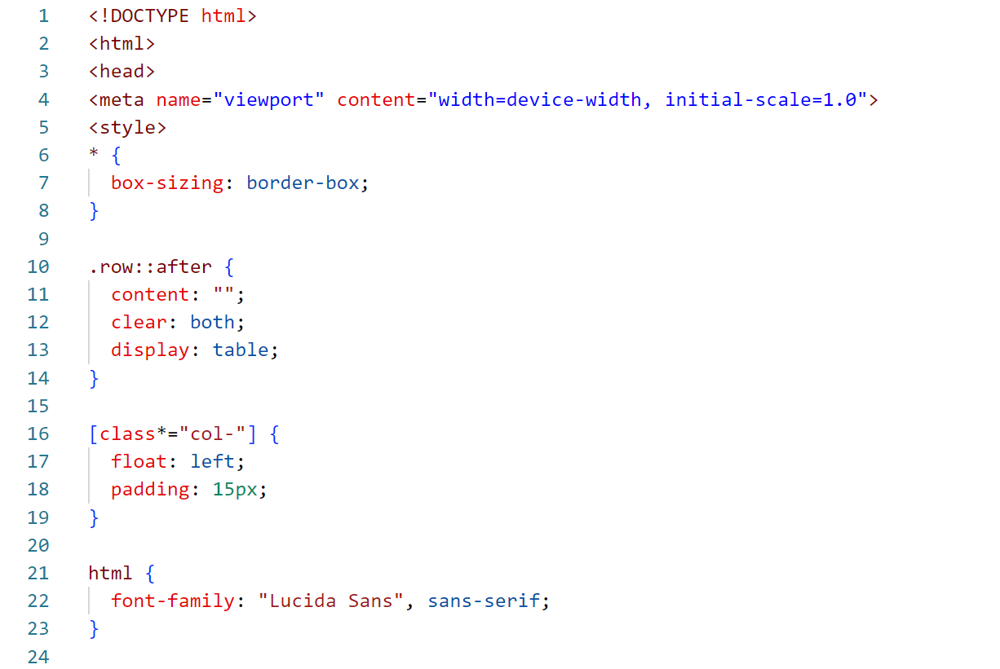 1 <!DOCTYPE html>
2 <html>
3 <head>
4 <meta name="viewport" content="width=device-width, initial-scale=1.0">
5 <style>
6 * {
7   box-sizing: border-box;
8 }
9
10 .row::after {
11   content: "";
12   clear: both;
13   display: table;
14 }
15
16 [class*="col-"] {
17   float: left;
18   padding: 15px;
19 }
20
21 html {
22   font-family: "Lucida Sans", sans-serif;
23 }
24